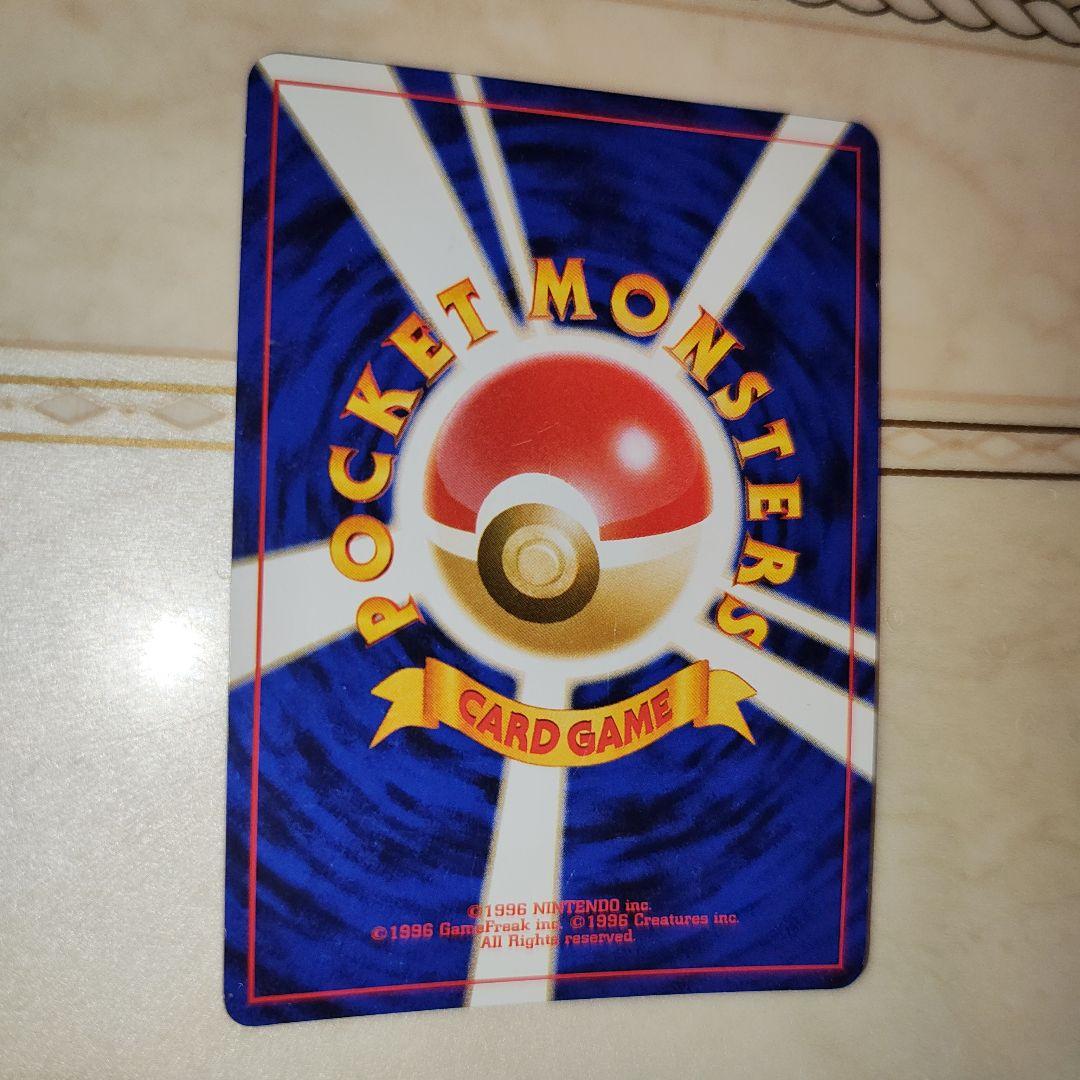 POCKET MONSTERS
CARD GAME
©1996 NINTENDO inc.
©1996 GameFreak inc. ©1996 Creatures inc.
All Rights reserved.